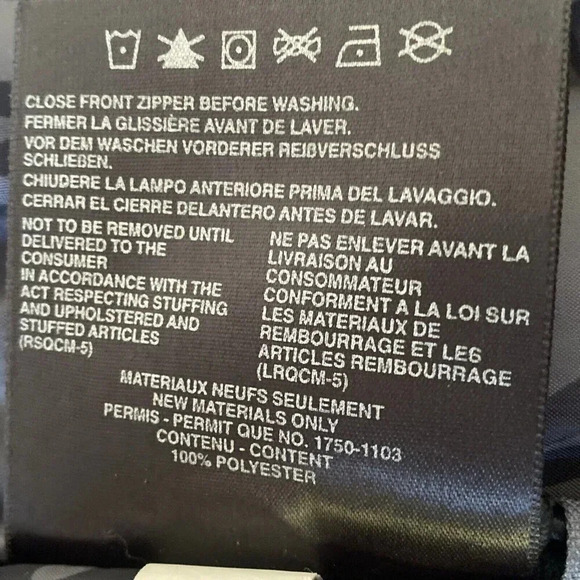 CLOSE FRONT ZIPPER BEFORE WASHING.
FERMER LA GLISSIÈRE AVANT DE LAVER.
VOR DEM WASCHEN VORDERER REIßVERSCHLUSS
SCHLIEßEN.
CHIUDERE LA LAMPO ANTERIORE PRIMA DEL LAVAGGIO.
CERRAR EL CIERRE DELANTERO ANTES DE LAVAR.
NOT TO BE REMOVED UNTIL
DELIVERED TO THE
CONSUMER
IN ACCORDANCE WITH THE
ACT RESPECTING STUFFING
AND UPHOLSTERED AND
STUFFED ARTICLES
(RSQCM-5)
NE PAS ENLEVER AVANT LA
LIVRAISON AU
CONSOMMATEUR
CONFORMENT A LA LOI SUR
LES MATERIAUX DE
REMBOURRAGE ET LES
ARTICLES REMBOURRAGE
(LRQCM-5)
MATERIAUX NEUFS SEULEMENT
NEW MATERIALS ONLY
PERMIS - PERMIT QUE NO. 1750-1103
CONTENU - CONTENT
100% POLYESTER